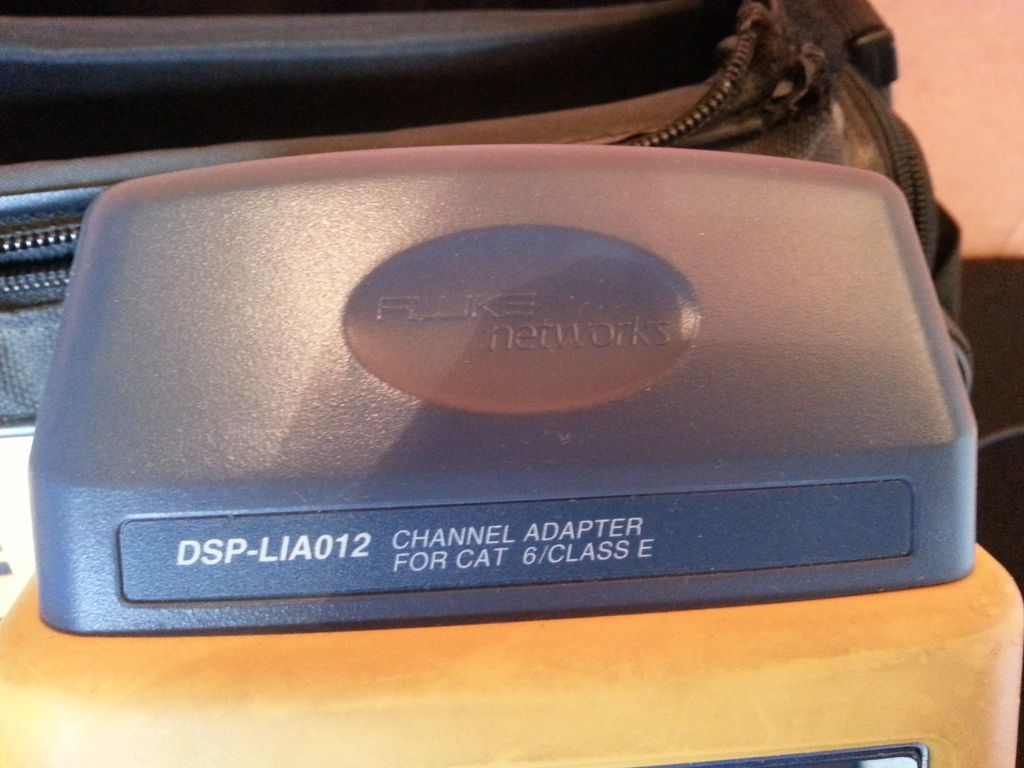 FLUKE
networks
DSP-LIA012 CHANNEL ADAPTER
FOR CAT 6/CLASS E